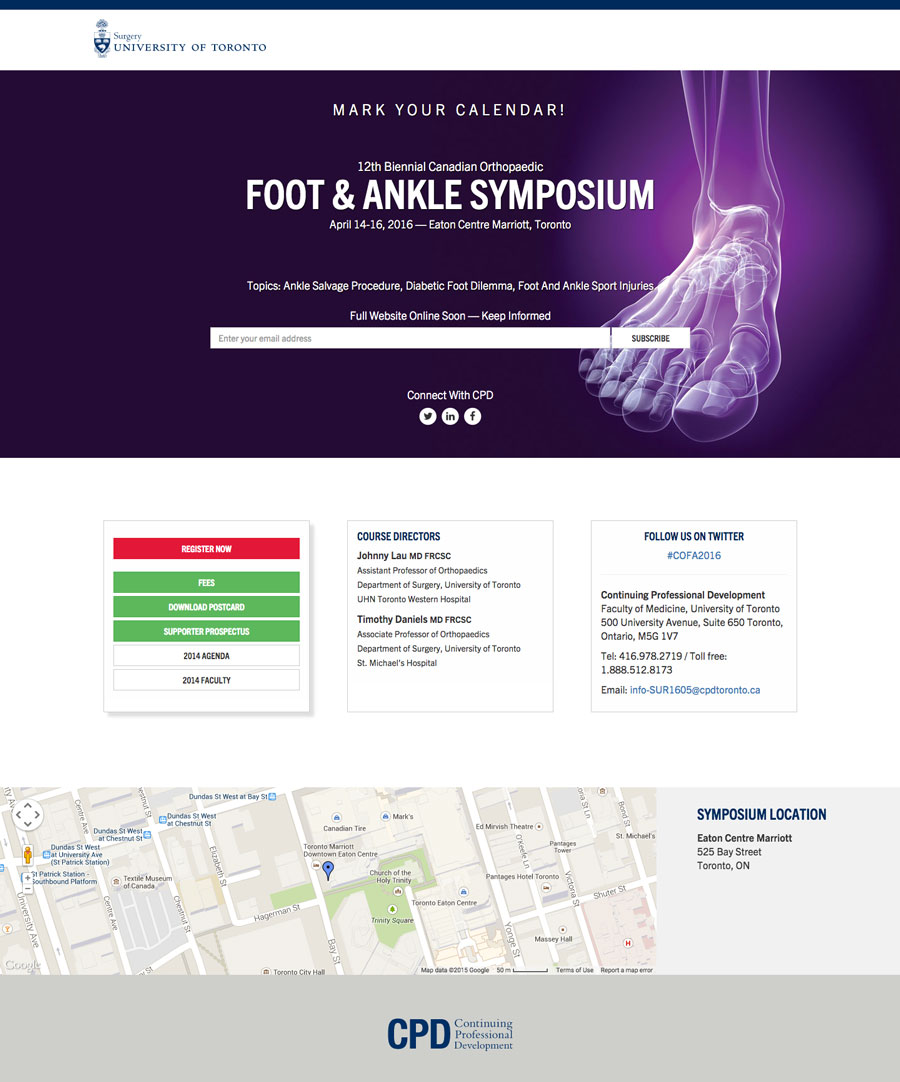 Surgery
UNIVERSITY OF TORONTO
MARK YOUR CALENDAR!
12th Biennial Canadian Orthopaedic
FOOT & ANKLE SYMPOSIUM
April 14-16, 2016 — Eaton Centre Marriott, Toronto
Topics: Ankle Salvage Procedure, Diabetic Foot Dilemma, Foot And Ankle Sport Injuries
Full Website Online Soon — Keep Informed
Enter your email address
SUBSCRIBE
Connect With CPD
REGISTER NOW
FEES
DOWNLOAD POSTCARD
SUPPORTER PROSPECTUS
2014 AGENDA
2014 FACULTY
COURSE DIRECTORS
Johnny Lau MD FRCSC
Assistant Professor of Orthopaedics
Department of Surgery, University of Toronto
UHN Toronto Western Hospital
Timothy Daniels MD FRCSC
Associate Professor of Orthopaedics
Department of Surgery, University of Toronto
St. Michael's Hospital
FOLLOW US ON TWITTER
#COFA2016
Continuing Professional Development
Faculty of Medicine, University of Toronto
500 University Avenue, Suite 650 Toronto,
Ontario, M5G 1V7
Tel: 416.978.2719 / Toll free:
1.888.512.8173
Email: info-SUR1605@cpdtoronto.ca
Dundas St West at Bay St
Dundas St West
at Chestnut St
Dundas St West
at Chestnut St
Dundas St West
at University Ave
(St Patrick Station)
St Patrick Station -
Southbound Platform
Textile Museum
of Canada
Centre Ave
Centre Ave
Chestnut St
Elizabeth St
University Ave
Hagerman St
Bay St
Toronto City Hall
Canadian Tire
Mark's
Toronto Marriott
Downtown Eaton Centre
Church of the
Holy Trinity
Trinity Square
Toronto Eaton Centre
Ed Mirvish Theatre
O'Keefe Ln
Pantages
Tower
Pantages Hotel Toronto
Victoria St
Bond St
St. Michael's
Shuter St
Yonge St
Massey Hall
H
Google
Map data ©2015 Google
50 m
Terms of Use
Report a map error
SYMPOSIUM LOCATION
Eaton Centre Marriott
525 Bay Street
Toronto, ON
CPD
Continuing
Professional
Development